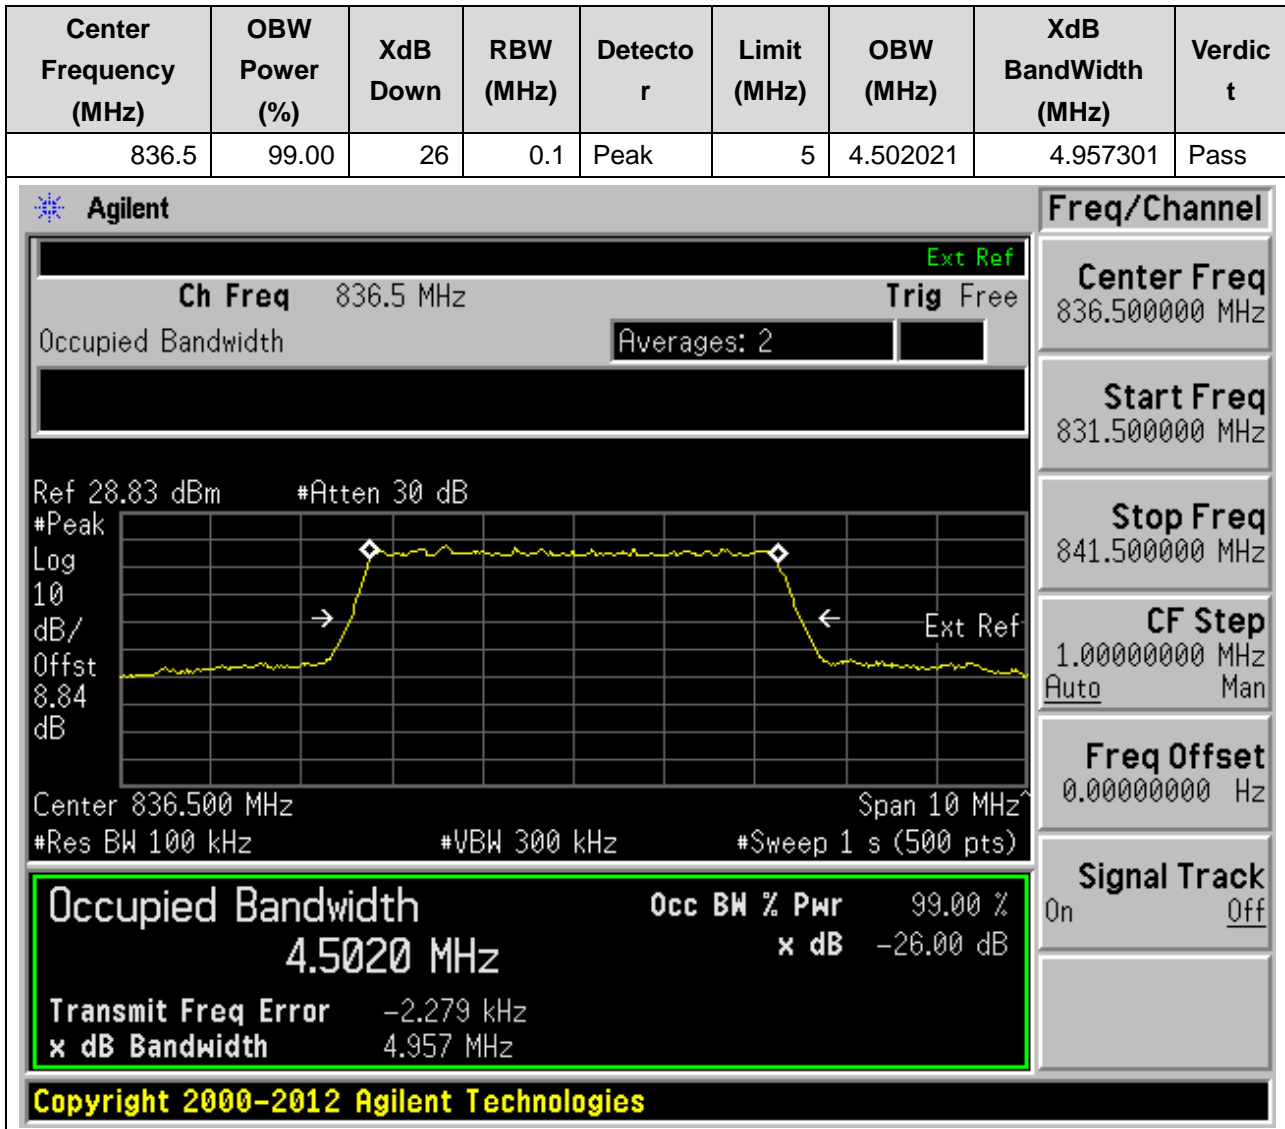 Center Frequency (MHz) OBW Power (%) XdB Down RBW (MHz) Detector Limit (MHz) OBW (MHz) XdB BandWidth (MHz) Verdict
836.5 99.00 26 0.1 Peak 5 4.502021 4.957301 Pass
Agilent
Ext Ref
Ch Freq 836.5 MHz Trig Free
Occupied Bandwidth Averages: 2
Ref 28.83 dBm #Atten 30 dB
#Peak
Log
10
dB/
Offst
8.84
dB
Ext Ref
Center 836.500 MHz Span 10 MHz^
#Res BW 100 kHz #VBW 300 kHz #Sweep 1 s (500 pts)
Occupied Bandwidth Occ BW % Pwr 99.00 %
4.5020 MHz x dB -26.00 dB
Transmit Freq Error -2.279 kHz
x dB Bandwidth 4.957 MHz
Copyright 2000-2012 Agilent Technologies
Freq/Channel
Center Freq
836.500000 MHz
Start Freq
831.500000 MHz
Stop Freq
841.500000 MHz
CF Step
1.00000000 MHz
Auto Man
Freq Offset
0.00000000 Hz
Signal Track
On Off